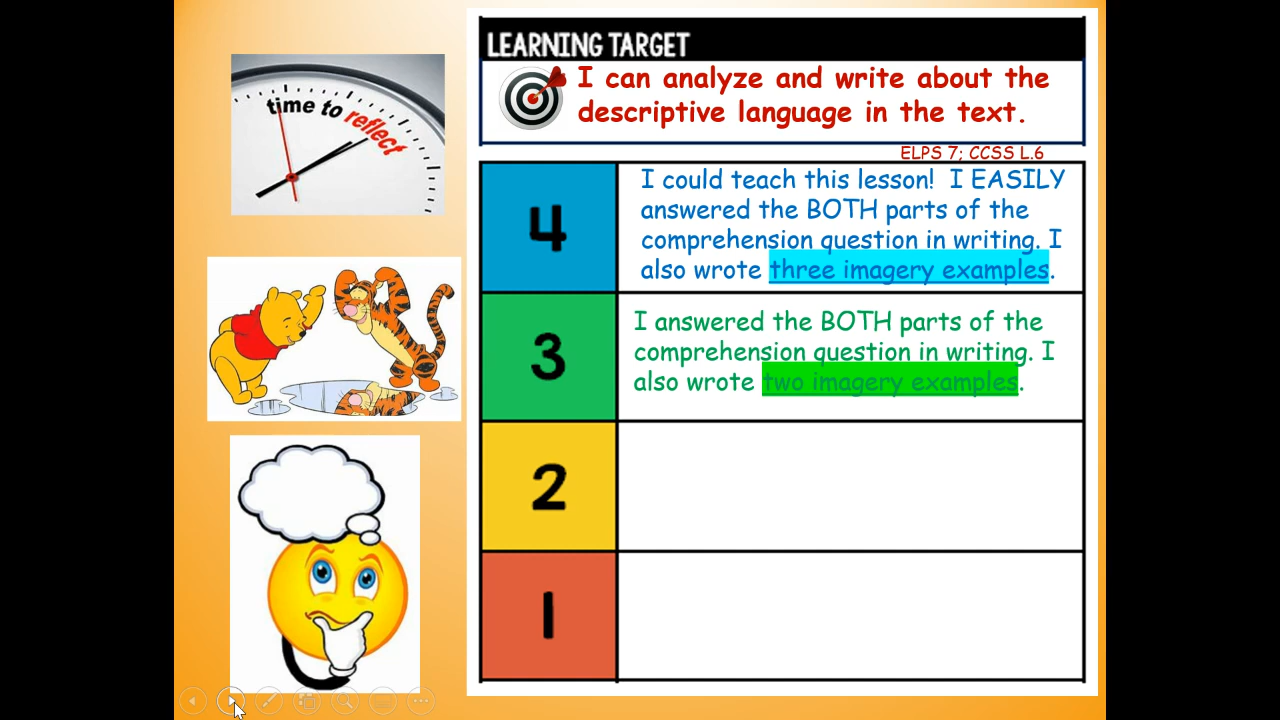 time to reflect
LEARNING TARGET
I can analyze and write about the
descriptive language in the text.
ELPS 7; CCSS L.6
4
I could teach this lesson!  I EASILY
answered the BOTH parts of the
comprehension question in writing. I
also wrote three imagery examples.
3
I answered the BOTH parts of the
comprehension question in writing. I
also wrote two imagery examples.
2
1